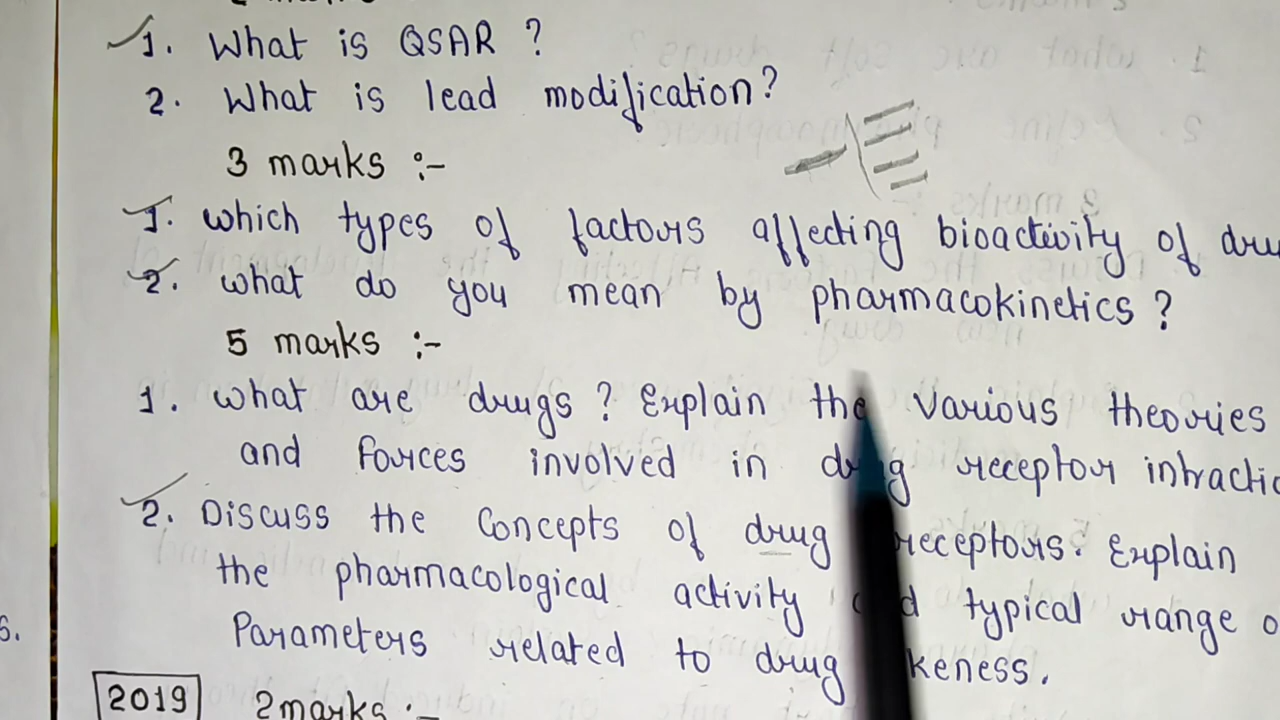 1. What is QSAR ?
2. What is lead modification?
3 marks :-
1. which types of factors affecting bioactivity of dru
2. what do you mean by pharmacokinetics ?
5 marks :-
1. what are drugs ? Explain the various theories
and forces involved in drug receptor intractio
2. Discuss the concepts of drug receptors. Explain
the pharmacological activity and typical range o
Parameters related to drug keness.
6.
2019 2marks :-